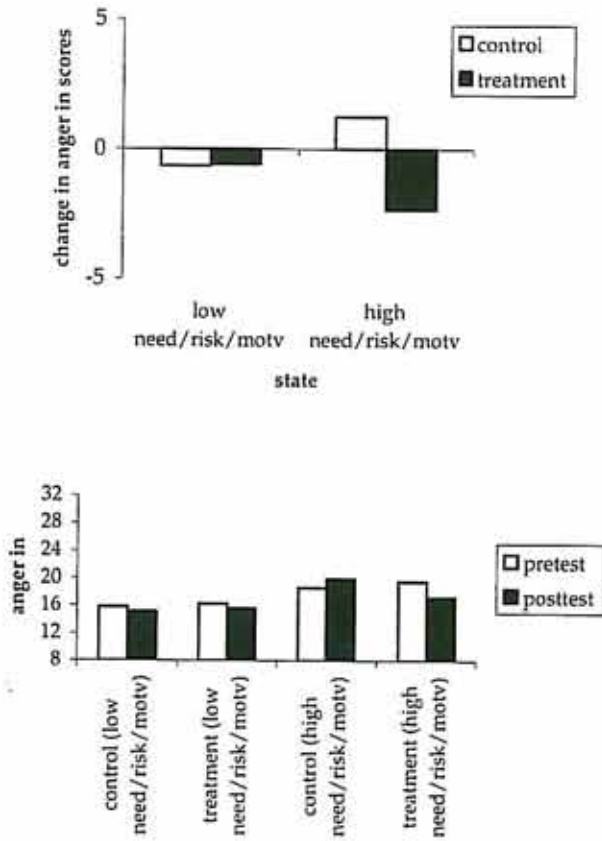 5
0
-5
change in anger in scores
control
treatment
low
need/risk/motv
high
need/risk/motv
state
32
28
24
20
16
12
8
anger in
pretest
posttest
control (low
need/risk/motv)
treatment (low
need/risk/motv)
control (high
need/risk/motv)
treatment (high
need/risk/motv)